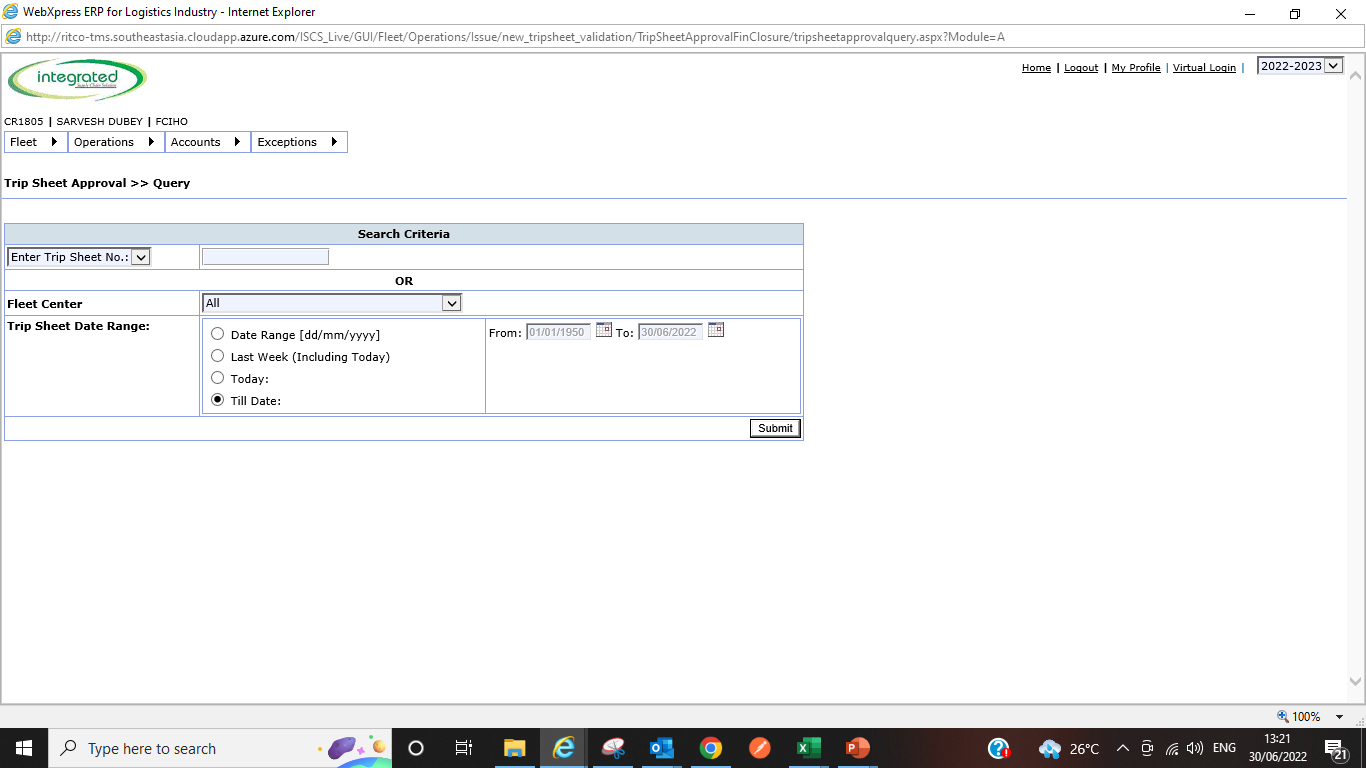 WebXpress ERP for Logistics Industry - Internet Explorer
http://ritco-tms.southeastasia.cloudapp.azure.com/ISCS_Live/GUI/Fleet/Operations/Issue/new_tripsheet_validation/TripSheetApprovalFinClosure/tripsheetapprovalquery.aspx?Module=A
integrated
Supply Chain Solution
Home | Logout | My Profile | Virtual Login | 2022-2023
CR1805 | SARVESH DUBEY | FCIHO
Fleet Operations Accounts Exceptions
Trip Sheet Approval >> Query
Search Criteria
Enter Trip Sheet No.:
OR
Fleet Center All
Trip Sheet Date Range:
Date Range [dd/mm/yyyy] From: 01/01/1950 To: 30/06/2022
Last Week (Including Today)
Today:
Till Date:
Submit
100%
Type here to search
26°C ENG 13:21
30/06/2022
21